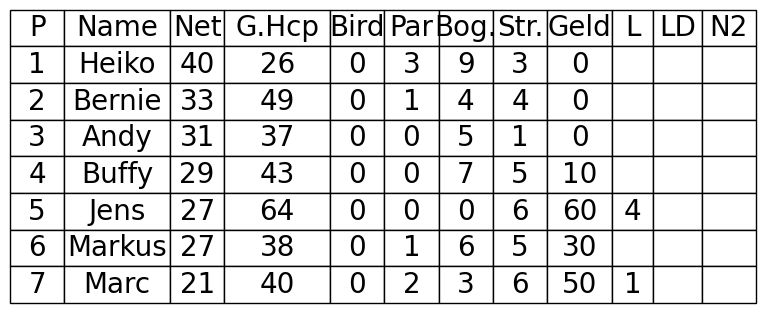 P Name Net G.Hcp Bird Par Bog. Str. Geld L LD N2
1 Heiko 40 26 0 3 9 3 0
2 Bernie 33 49 0 1 4 4 0
3 Andy 31 37 0 0 5 1 0
4 Buffy 29 43 0 0 7 5 10
5 Jens 27 64 0 0 0 6 60 4
6 Markus 27 38 0 1 6 5 30
7 Marc 21 40 0 2 3 6 50 1